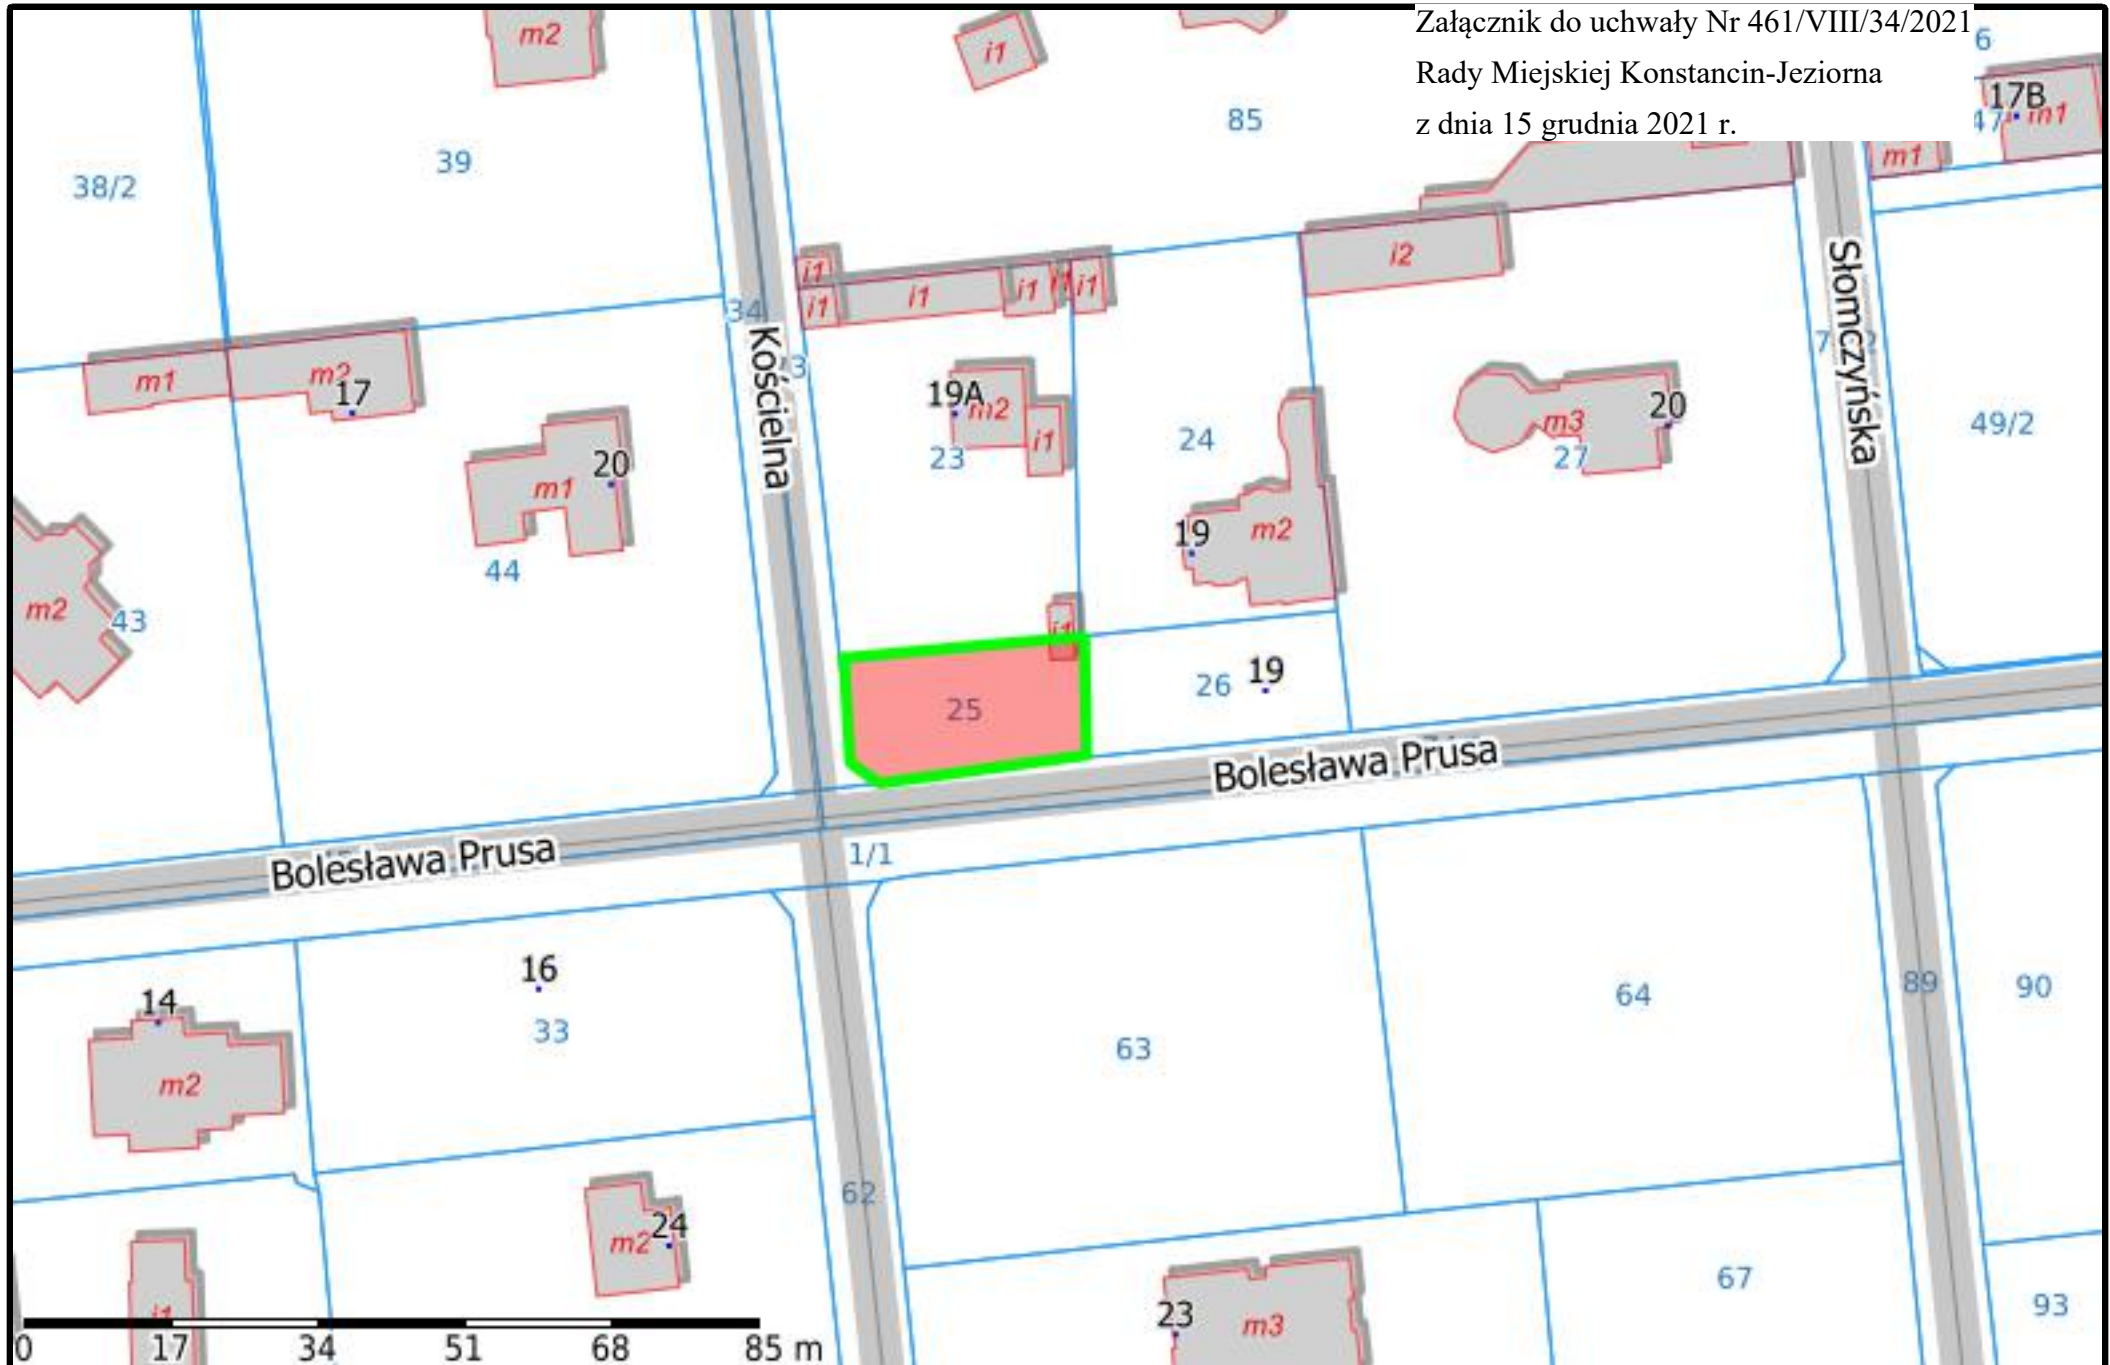 Załącznik do uchwały Nr 461/VIII/34/2021
Rady Miejskiej Konstancin-Jeziorna
z dnia 15 grudnia 2021 r.
m2
i1
6
85
17B
47
m1
m1
39
38/2
i2
i1
i1
i1
i1
i1
34
3
Kościelna
Słomczyńska
m1
m2
17
19A
m2
i1
23
24
m3
20
27
49/2
20
m1
44
19
m2
m2
43
i1
25
26
19
Bolesława Prusa
Bolesława Prusa
1/1
16
33
14
m2
63
64
89
90
62
m2
24
67
93
i1
23
m3
0 17 34 51 68 85 m